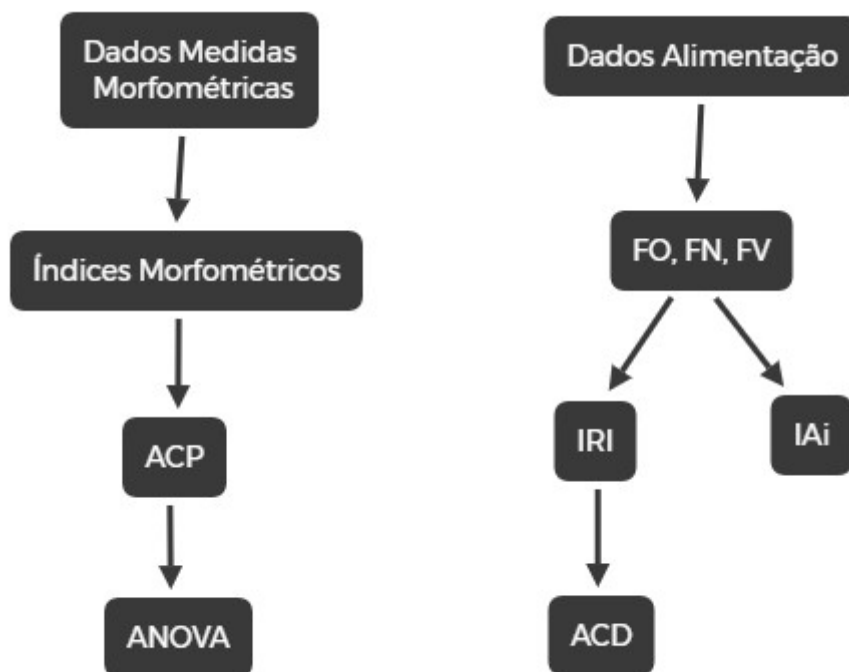 Dados Medidas
Morfométricas
Índices Morfométricos
ACP
ANOVA
Dados Alimentação
FO, FN, FV
IRI
IAi
ACD